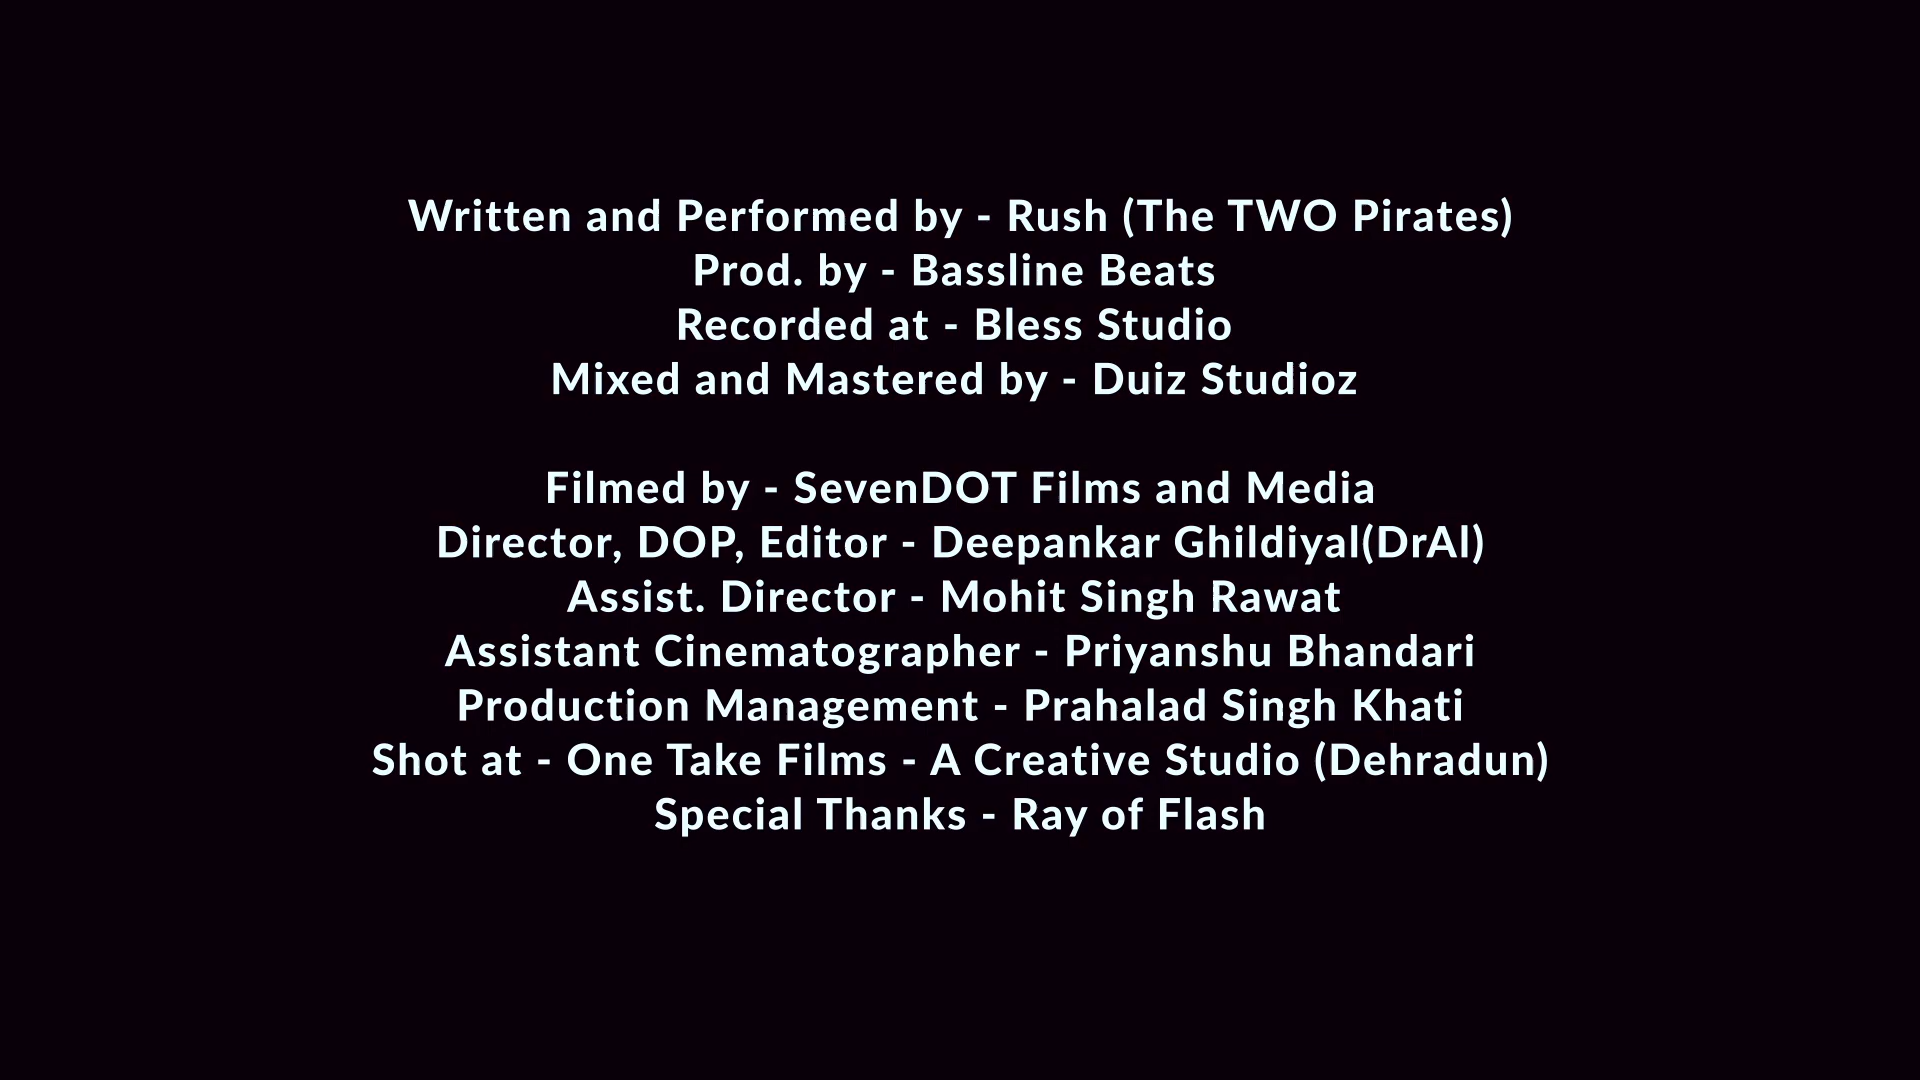 Written and Performed by - Rush (The TWO Pirates)
Prod. by - Bassline Beats
Recorded at - Bless Studio
Mixed and Mastered by - Duiz Studioz
Filmed by - SevenDOT Films and Media
Director, DOP, Editor - Deepankar Ghildiyal(DrAl)
Assist. Director - Mohit Singh Rawat
Assistant Cinematographer - Priyanshu Bhandari
Production Management - Prahalad Singh Khati
Shot at - One Take Films - A Creative Studio (Dehradun)
Special Thanks - Ray of Flash